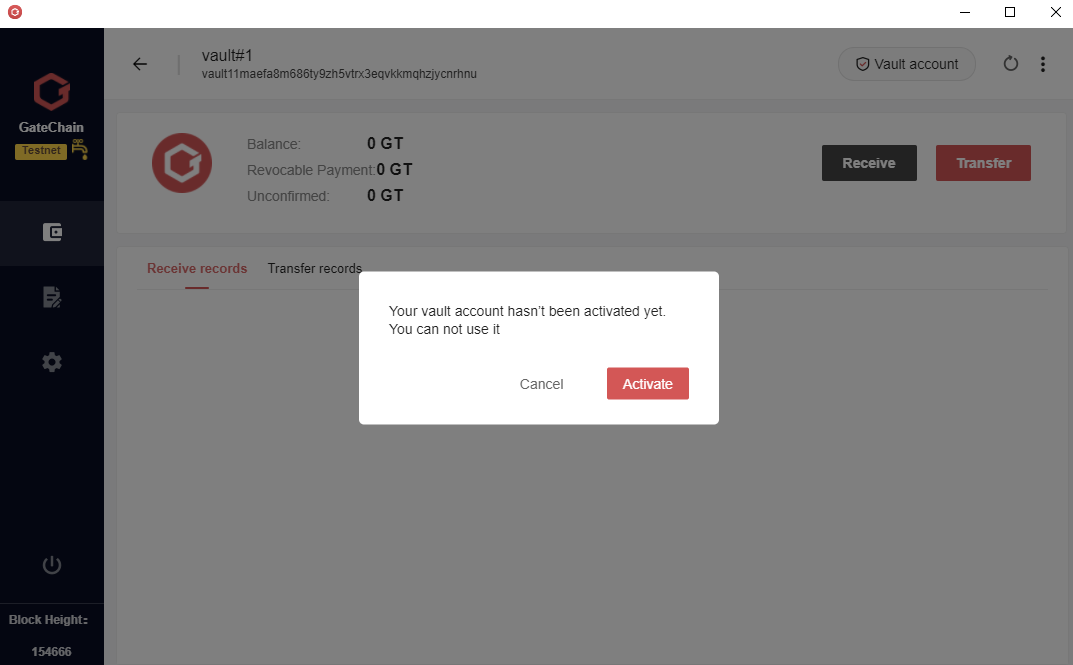 vault#1
vault11maefa8m686ty9zh5vtrx3eqvkkmqhzjycnrhnu
Vault account
GateChain
Testnet
Balance: 0 GT
Revocable Payment: 0 GT
Unconfirmed: 0 GT
Receive
Transfer
Receive records Transfer records
Your vault account hasn't been activated yet.
You can not use it
Cancel Activate
Block Height:
154666